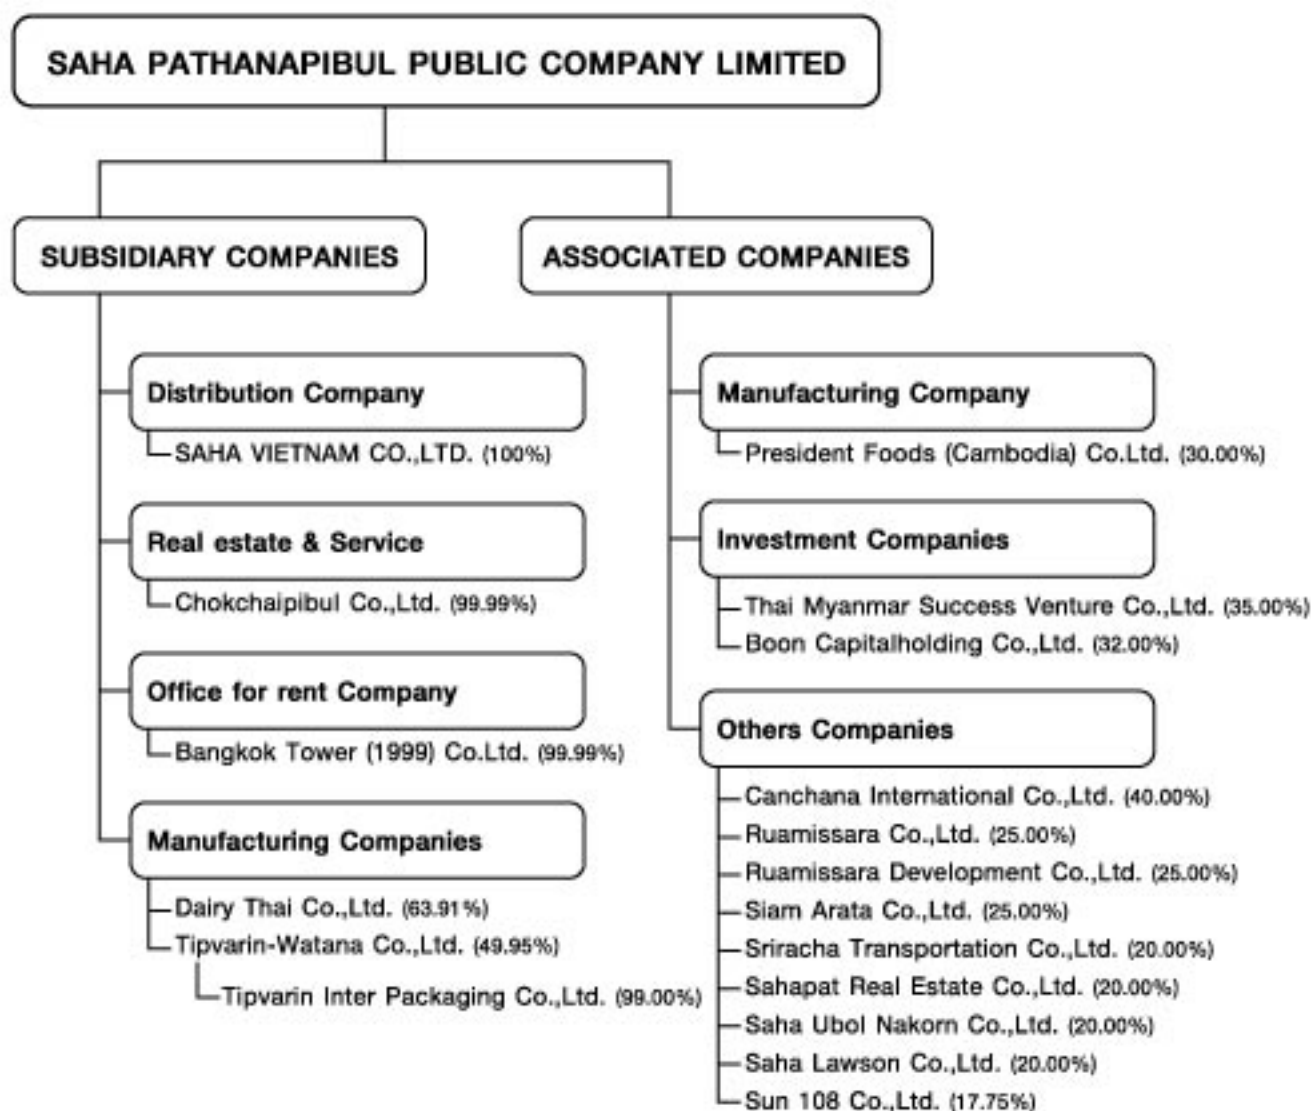 SAHA PATHANAPIBUL PUBLIC COMPANY LIMITED
SUBSIDIARY COMPANIES
Distribution Company
SAHA VIETNAM CO.,LTD. (100%)
Real estate & Service
Chokchaipibul Co.,Ltd. (99.99%)
Office for rent Company
Bangkok Tower (1999) Co.Ltd. (99.99%)
Manufacturing Companies
Dairy Thai Co.,Ltd. (63.91%)
Tipvarin-Watana Co.,Ltd. (49.95%)
Tipvarin Inter Packaging Co.,Ltd. (99.00%)
ASSOCIATED COMPANIES
Manufacturing Company
President Foods (Cambodia) Co.Ltd. (30.00%)
Investment Companies
Thai Myanmar Success Venture Co.,Ltd. (35.00%)
Boon Capitalholding Co.,Ltd. (32.00%)
Others Companies
Canchana International Co.,Ltd. (40.00%)
Ruamissara Co.,Ltd. (25.00%)
Ruamissara Development Co.,Ltd. (25.00%)
Siam Arata Co.,Ltd. (25.00%)
Sriracha Transportation Co.,Ltd. (20.00%)
Sahapat Real Estate Co.,Ltd. (20.00%)
Saha Ubol Nakorn Co.,Ltd. (20.00%)
Saha Lawson Co.,Ltd. (20.00%)
Sun 108 Co.,Ltd. (17.75%)